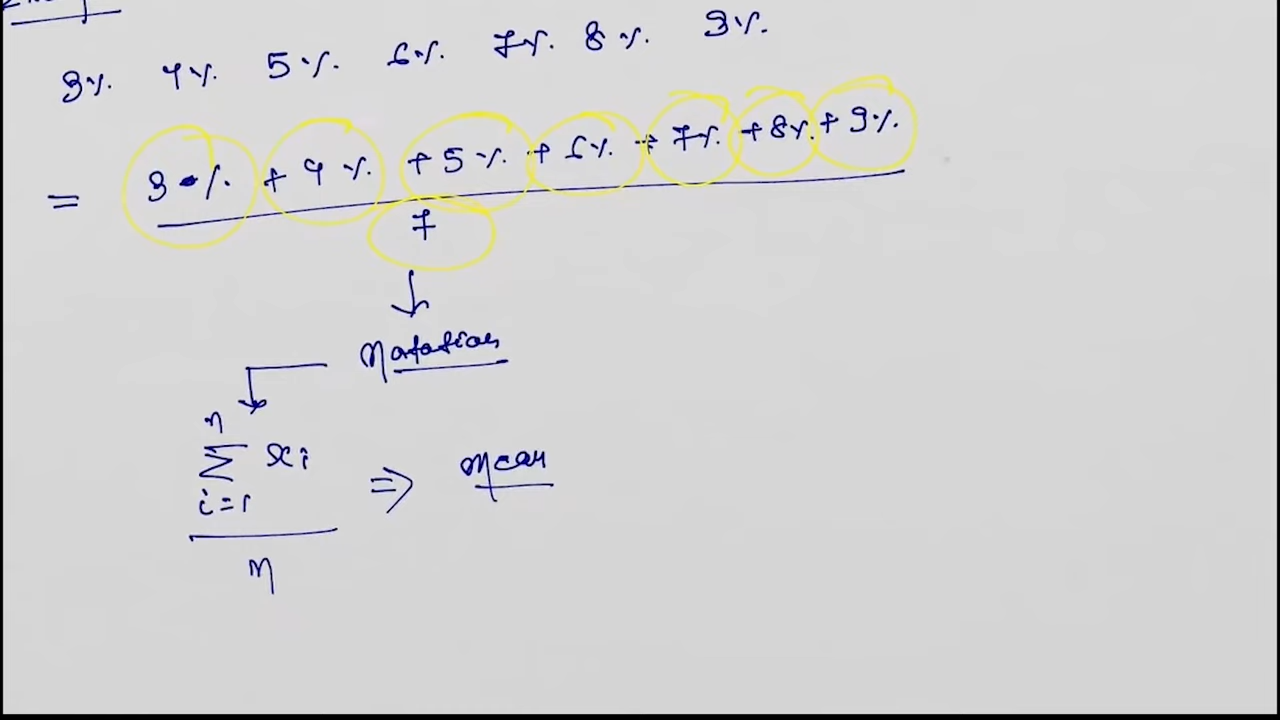 3% 4% 5% 6% 7% 8% 9%
= 3% + 4% + 5% + 6% + 7% + 8% + 9%
7
↓
Notation
n
∑ xi ⇒ mean
i=1
n